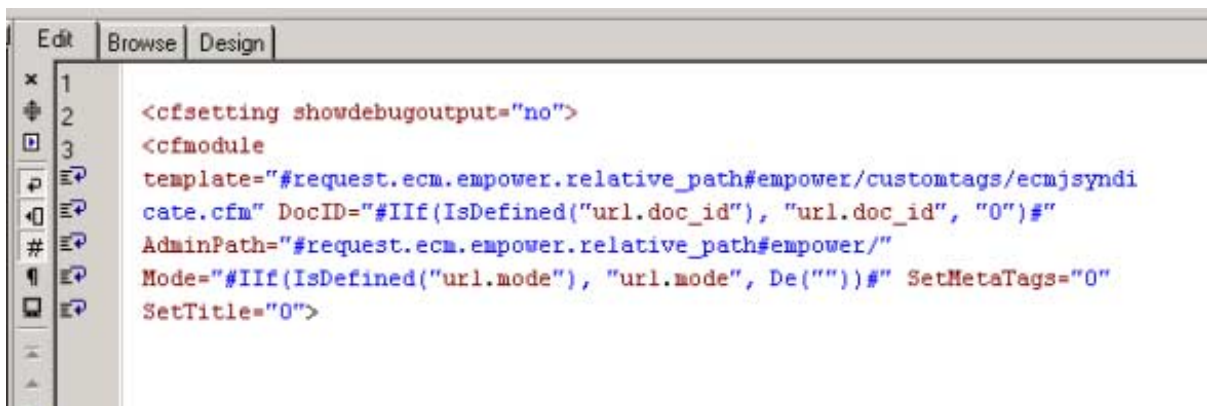 Edit Browse Design
1
2 <cfsetting showdebugoutput="no">
3 <cfmodule
template="#request.ecm.empower.relative_path#empower/customtags/ecmjsyndi
cate.cfm" DocID="#IIf(IsDefined("url.doc_id"), "url.doc_id", "0")#"
AdminPath="#request.ecm.empower.relative_path#empower/"
Mode="#IIf(IsDefined("url.mode"), "url.mode", De(""))#" SetMetaTags="0"
SetTitle="0">